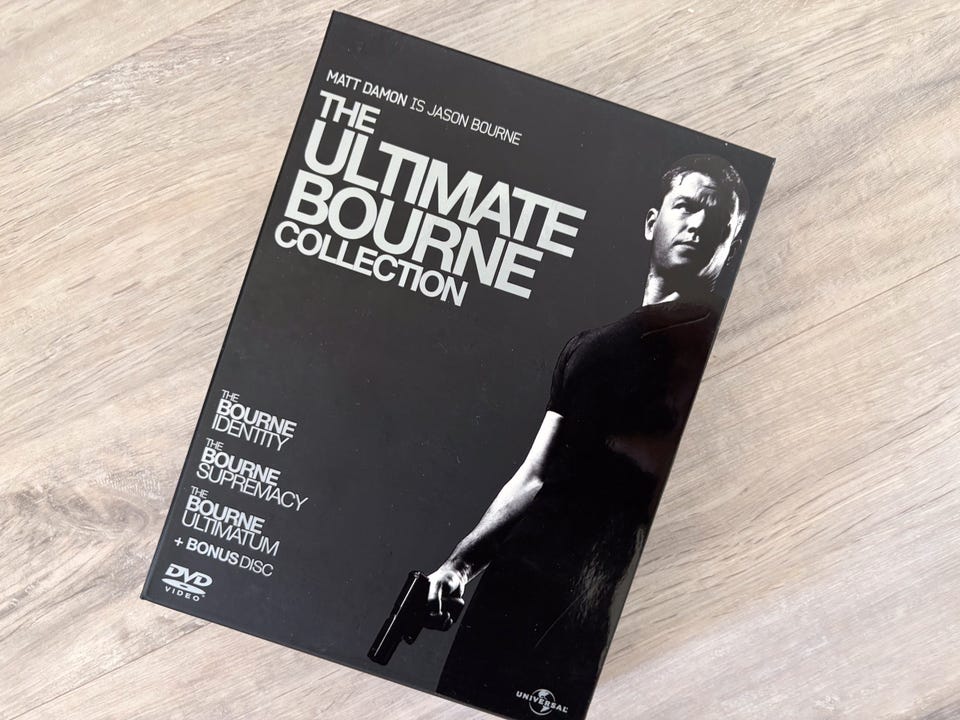 MATT DAMON IS JASON BOURNE
THE
ULTIMATE
BOURNE
COLLECTION
THE
BOURNE
IDENTITY
THE
BOURNE
SUPREMACY
THE
BOURNE
ULTIMATUM
+ BONUS DISC
DVD
VIDEO
UNIVERSAL